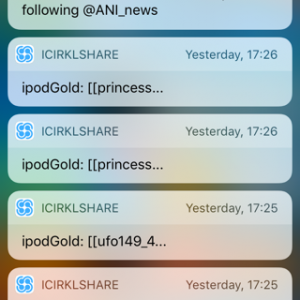 following @ANI_news
ICIRKLSHARE Yesterday, 17:26
ipodGold: [[princess...
ICIRKLSHARE Yesterday, 17:26
ipodGold: [[princess...
ICIRKLSHARE Yesterday, 17:25
ipodGold: [[ufo149_4...
ICIRKLSHARE Yesterday, 17:25